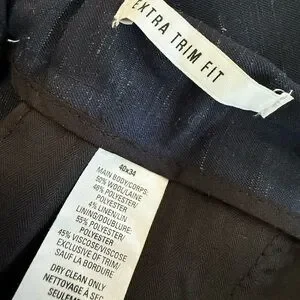 EXTRA TRIM FIT
40x34
MAIN BODY/CORPS:
50% WOOL/LAINE
46% POLYESTER/
POLYESTER
4% LINEN/LIN
LINING/DOUBLURE:
55% POLYESTER/
POLYESTER
45% VISCOSE/VISCOSE
EXCLUSIVE OF TRIM/
SAUF LA BORDURE
DRY CLEAN ONLY
NETTOYAGE À SEC
SEULEMENT